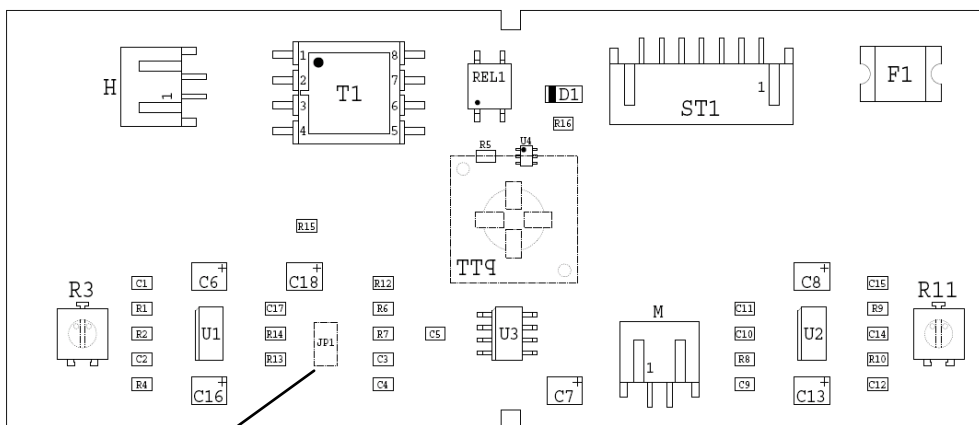 H
1
1 8
2 7
3 6
4 5
T1
REL1
D1
R16
ST1
1
F1
R5
U4
PTT
R15
R3
C1
R1
R2
C2
R4
C6
U1
C16
C18
C17
R14
R13
JP1
R12
R6
R7
C3
C4
C5
U3
C7
M
1
C11
C10
R8
C9
C8
U2
C13
C15
R9
C14
R10
C12
R11